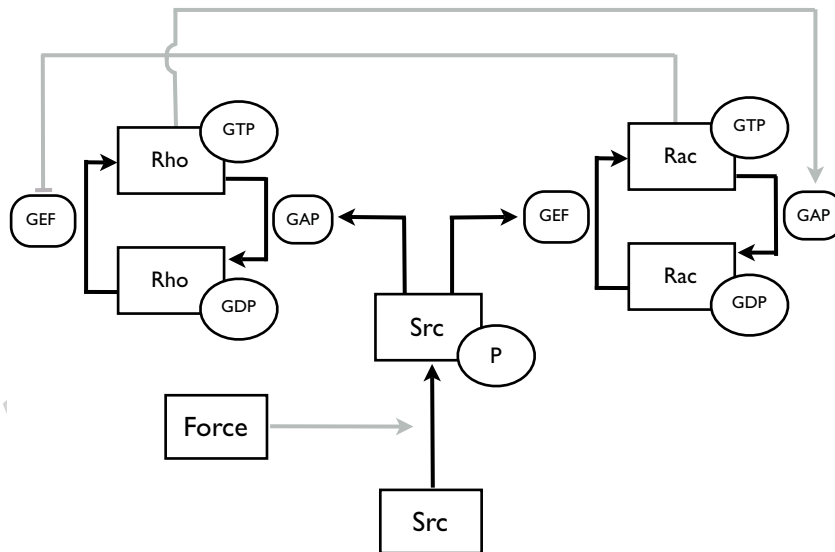 GTP
Rho
GEF
GAP
Rho
GDP
GTP
Rac
GEF
GAP
Rac
GDP
Src
P
Force
Src